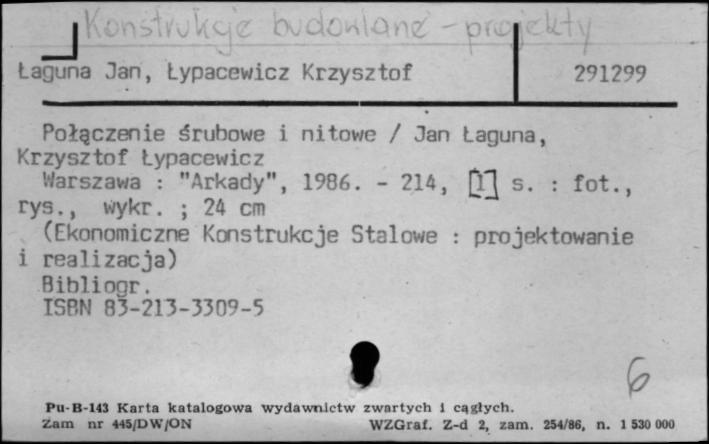 Konstrukcje budowlane - projekty
Łaguna Jan, Łypacewicz Krzysztof 291299
Połączenie śrubowe i nitowe / Jan Łaguna,
Krzysztof Łypacewicz
Warszawa : "Arkady", 1986. - 214, [1] s. : fot.,
rys., wykr. ; 24 cm
(Ekonomiczne Konstrukcje Stalowe : projektowanie
i realizacja)
Bibliogr.
ISBN 83-213-3309-5
6
Pu-B-143 Karta katalogowa wydawnictw zwartych i ciągłych.
Zam nr 445/DW/ON WZGraf. Z-d 2, zam. 254/86, n. 1 530 000